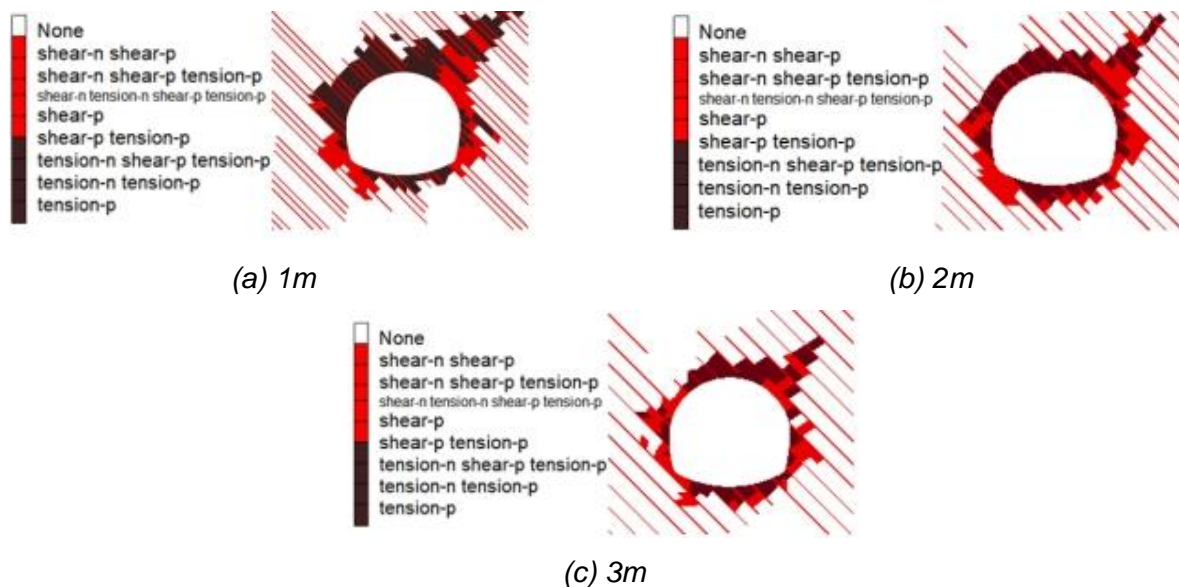 None
shear-n shear-p
shear-n shear-p tension-p
shear-n tension-n shear-p tension-p
shear-p
shear-p tension-p
tension-n shear-p tension-p
tension-n tension-p
tension-p
(a) 1m
None
shear-n shear-p
shear-n shear-p tension-p
shear-n tension-n shear-p tension-p
shear-p
shear-p tension-p
tension-n shear-p tension-p
tension-n tension-p
tension-p
(b) 2m
None
shear-n shear-p
shear-n shear-p tension-p
shear-n tension-n shear-p tension-p
shear-p
shear-p tension-p
tension-n shear-p tension-p
tension-n tension-p
tension-p
(c) 3m